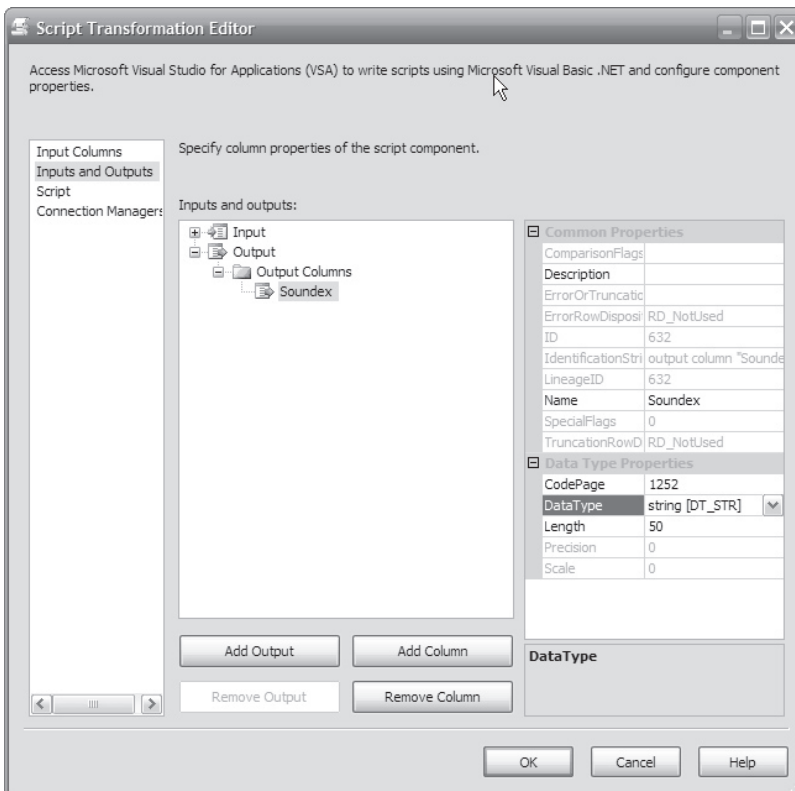 Script Transformation Editor
Access Microsoft Visual Studio for Applications (VSA) to write scripts using Microsoft Visual Basic .NET and configure component
properties.
Input Columns
Inputs and Outputs
Script
Connection Managers
Specify column properties of the script component.
Inputs and outputs:
Input
Output
Output Columns
Soundex
Common Properties
ComparisonFlags
Description
ErrorOrTruncatic
ErrorRowDisposi RD_NotUsed
ID 632
IdentificationStri output column "Sounde
LineageID 632
Name Soundex
SpecialFlags 0
TruncationRowD RD_NotUsed
Data Type Properties
CodePage 1252
DataType string [DT_STR]
Length 50
Precision 0
Scale 0
Add Output Add Column
Remove Output Remove Column
DataType
OK Cancel Help